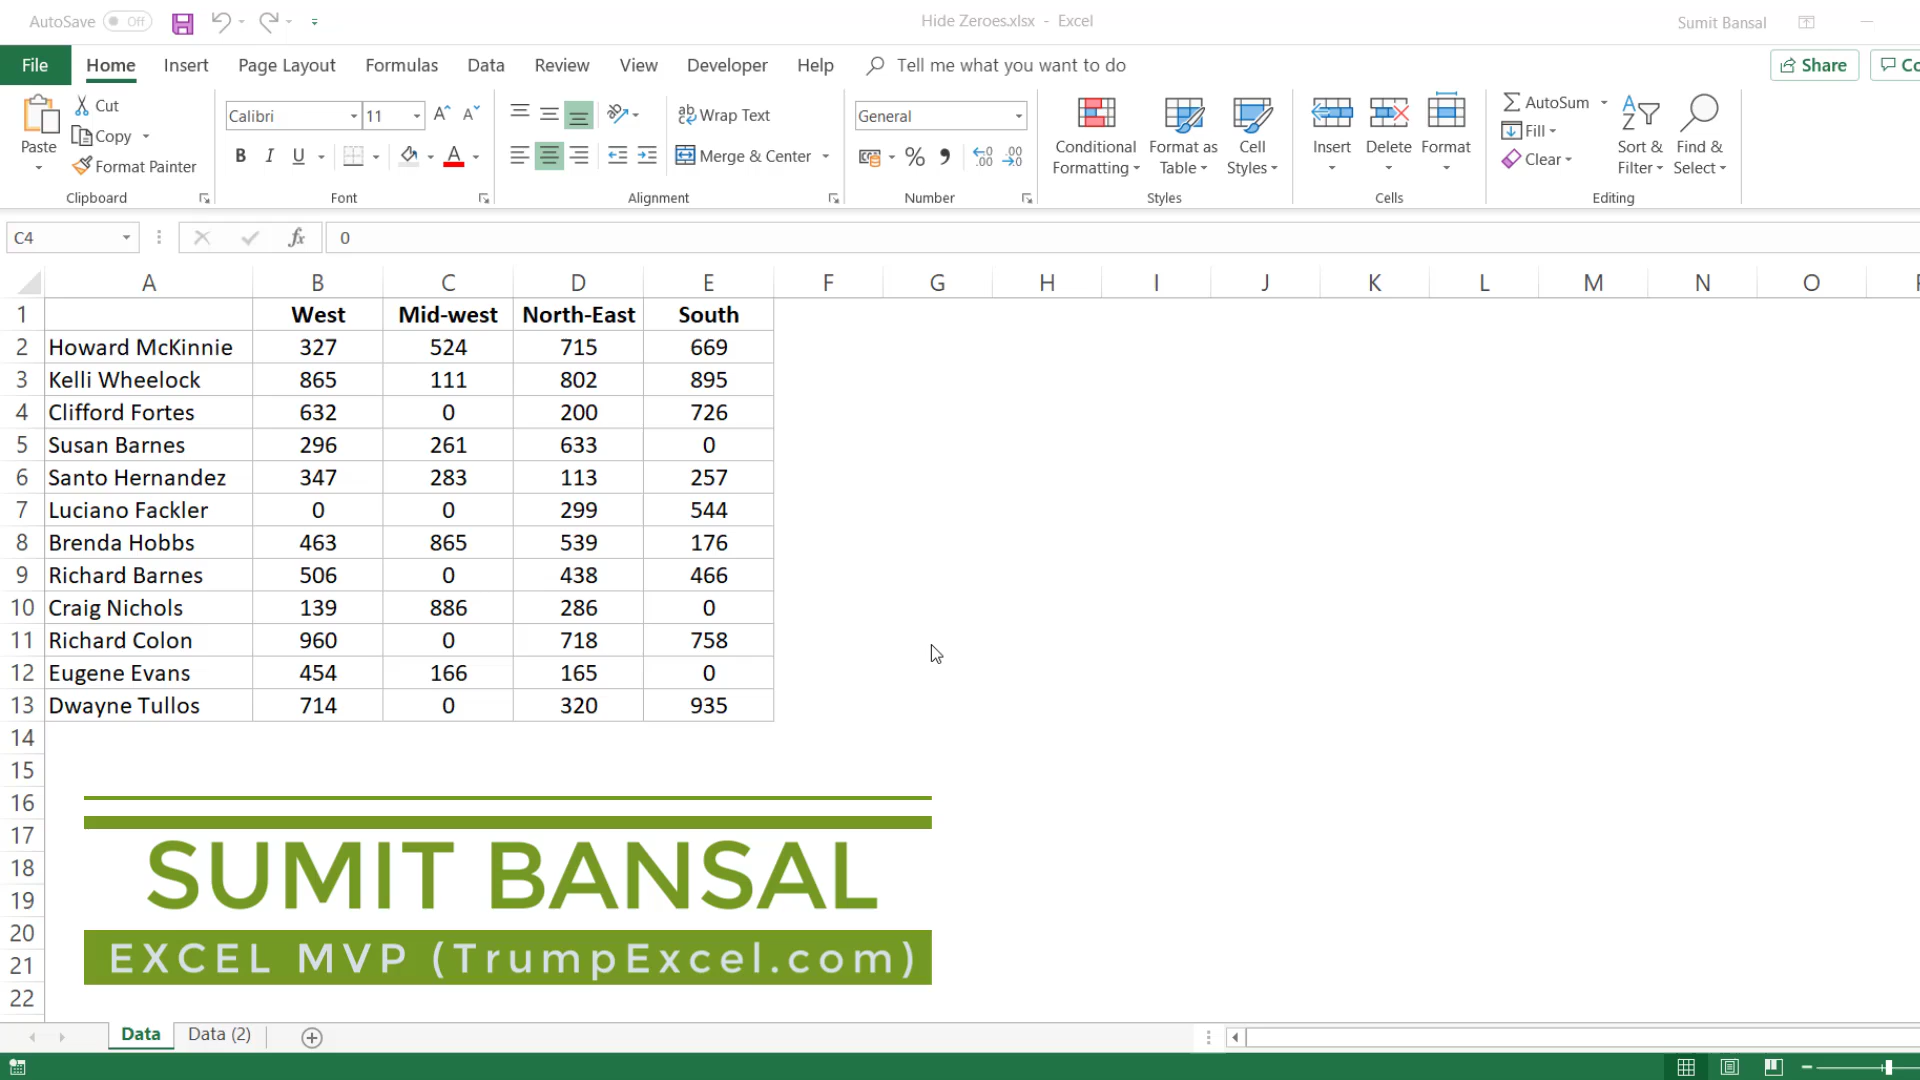 AutoSave Off Hide Zeroes.xlsx - Excel Sumit Bansal
File Home Insert Page Layout Formulas Data Review View Developer Help Tell me what you want to do Share Co
Paste Cut Copy Format Painter Clipboard
Calibri 11 B I U A Font
Wrap Text Merge & Center Alignment
General % Number
Conditional Formatting Format as Table Cell Styles Styles
Insert Delete Format Cells
AutoSum Fill Clear Sort & Filter Find & Select Editing
C4 fx 0
A B C D E F G H I J K L M N O
1 West Mid-west North-East South
2 Howard McKinnie 327 524 715 669
3 Kelli Wheelock 865 111 802 895
4 Clifford Fortes 632 0 200 726
5 Susan Barnes 296 261 633 0
6 Santo Hernandez 347 283 113 257
7 Luciano Fackler 0 0 299 544
8 Brenda Hobbs 463 865 539 176
9 Richard Barnes 506 0 438 466
10 Craig Nichols 139 886 286 0
11 Richard Colon 960 0 718 758
12 Eugene Evans 454 166 165 0
13 Dwayne Tullos 714 0 320 935
14
15
16
17
18 SUMIT BANSAL
19
20
21 EXCEL MVP (TrumpExcel.com)
22
Data Data (2)